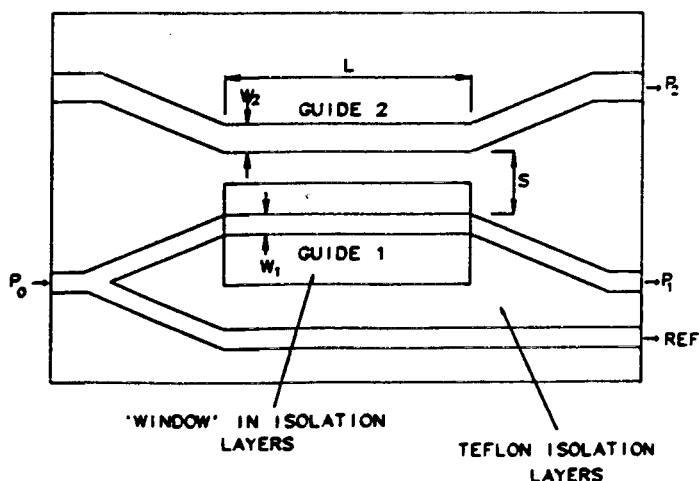 L
W2
GUIDE 2
P2
S
GUIDE 1
W1
P0
P1
REF
'WINDOW' IN ISOLATION
LAYERS
TEFLON ISOLATION
LAYERS